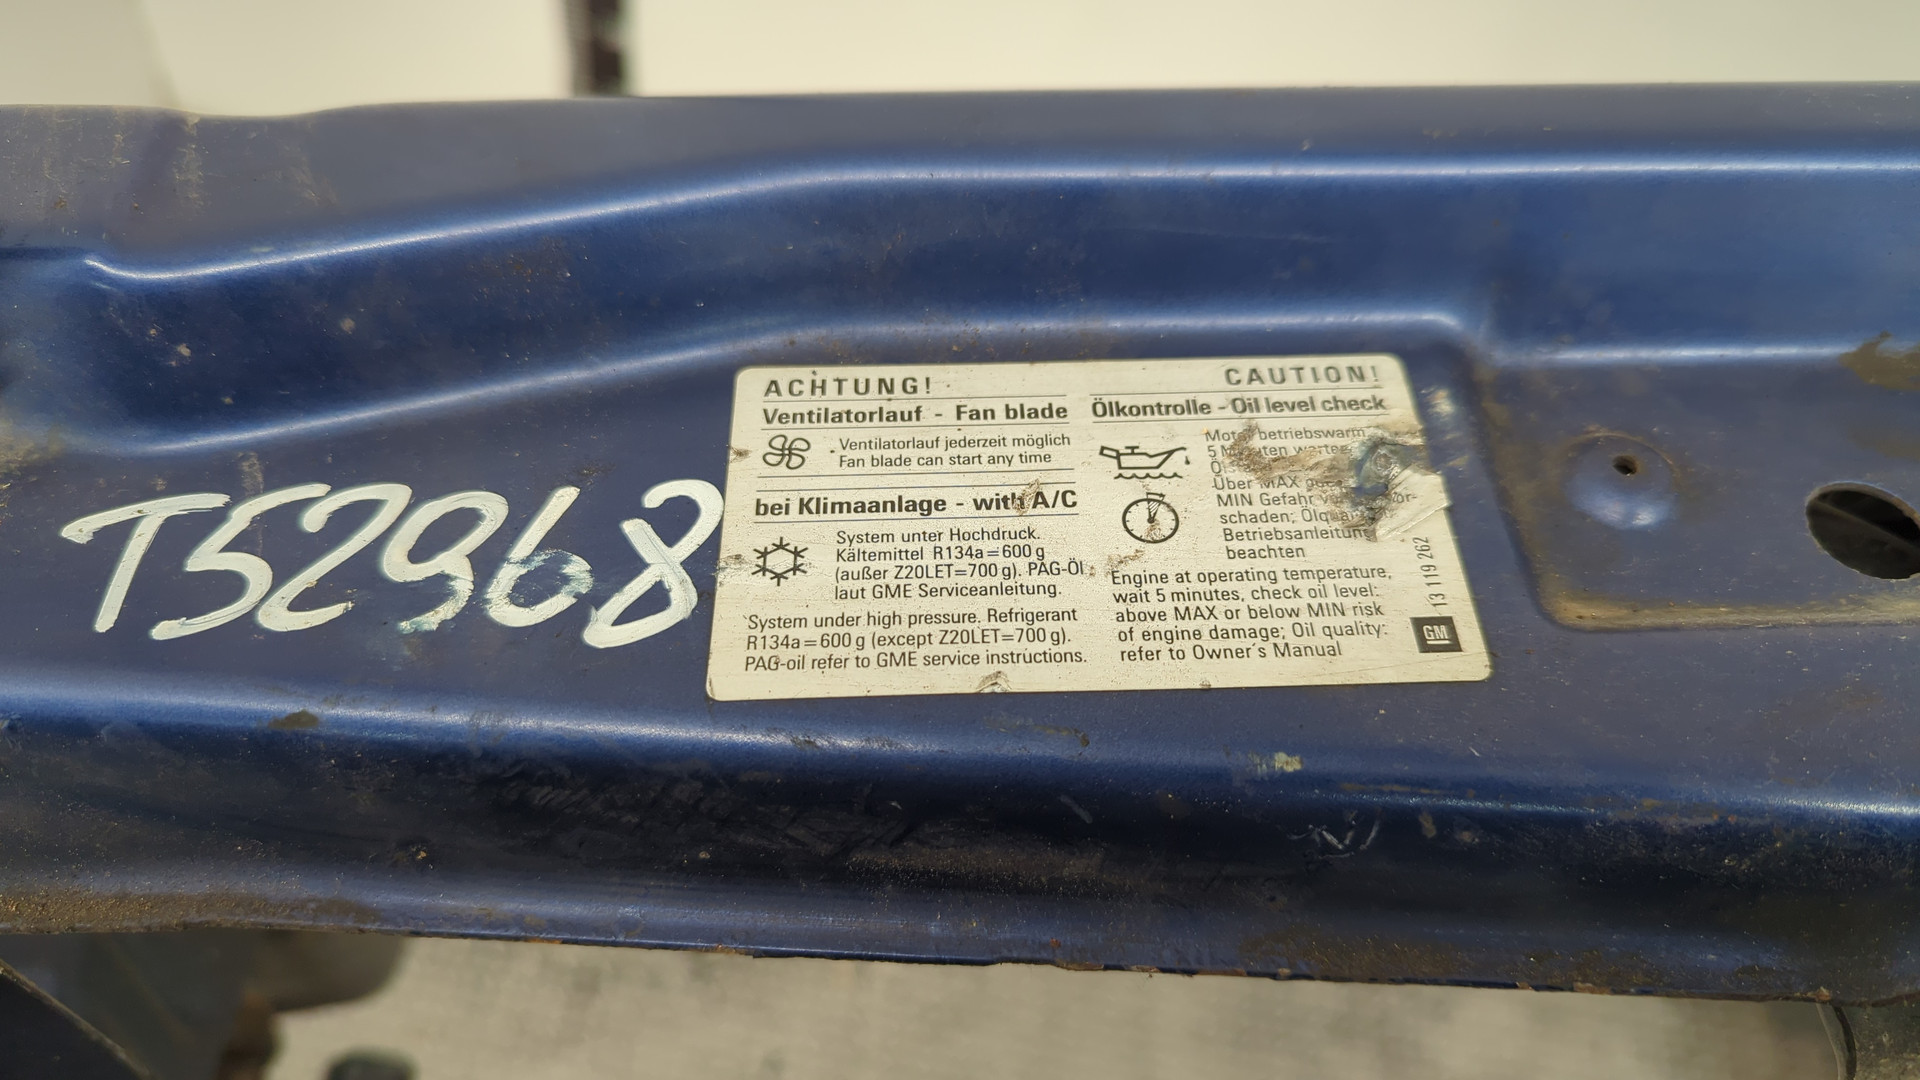 T52968
ACHTUNG!
CAUTION!
Ventilatorlauf - Fan blade
Ventilatorlauf jederzeit möglich
Fan blade can start any time
bei Klimaanlage - with A/C
System unter Hochdruck.
Kältemittel R134a=600 g
(außer Z20LET=700 g). PAG-Öl
laut GME Serviceanleitung.
System under high pressure. Refrigerant
R134a=600 g (except Z20LET=700 g).
PAG-oil refer to GME service instructions.
Ölkontrolle - Oil level check
betriebswarm
5
Über MAX
MIN Gefahr
schaden;
Betriebsanleitung
beachten
Engine at operating temperature,
wait 5 minutes, check oil level:
above MAX or below MIN risk
of engine damage; Oil quality:
refer to Owner's Manual
13 119 262
GM